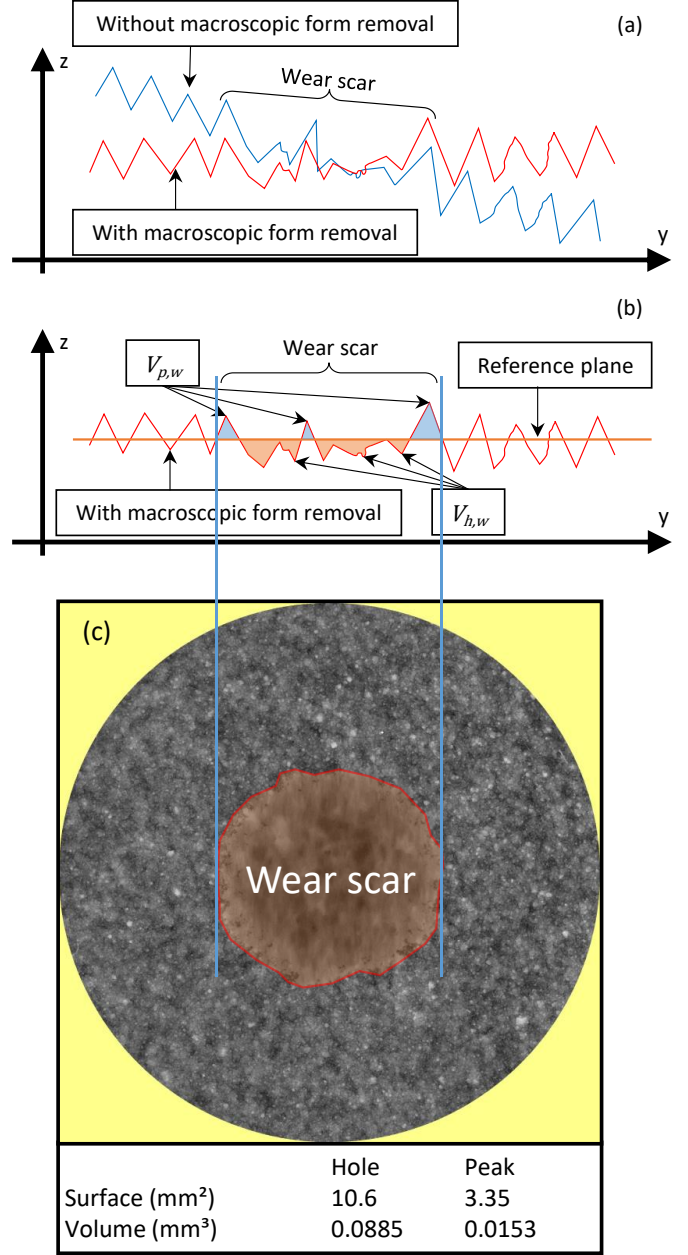 Without macroscopic form removal
(a)
z
Wear scar
With macroscopic form removal
y
(b)
z
Wear scar
V_{p,w}
Reference plane
With macroscopic form removal
V_{h,w}
y
(c)
Wear scar
Hole Peak
Surface (mm²) 10.6 3.35
Volume (mm³) 0.0885 0.0153